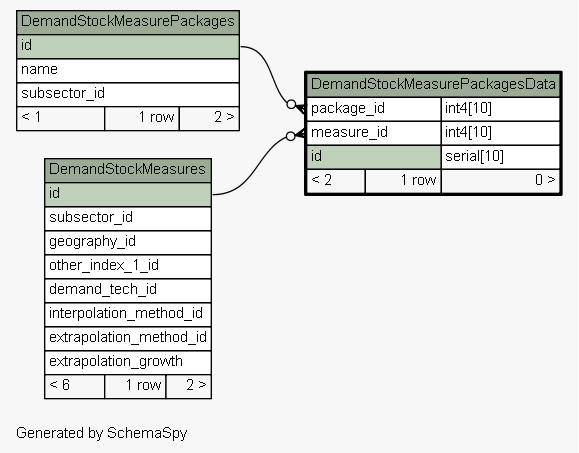 DemandStockMeasurePackages
id
name
subsector_id
< 1 1 row 2 >
DemandStockMeasurePackagesData
package_id int4[10]
measure_id int4[10]
id serial[10]
< 2 1 row 0 >
DemandStockMeasures
id
subsector_id
geography_id
other_index_1_id
demand_tech_id
interpolation_method_id
extrapolation_method_id
extrapolation_growth
< 6 1 row 2 >
Generated by SchemaSpy